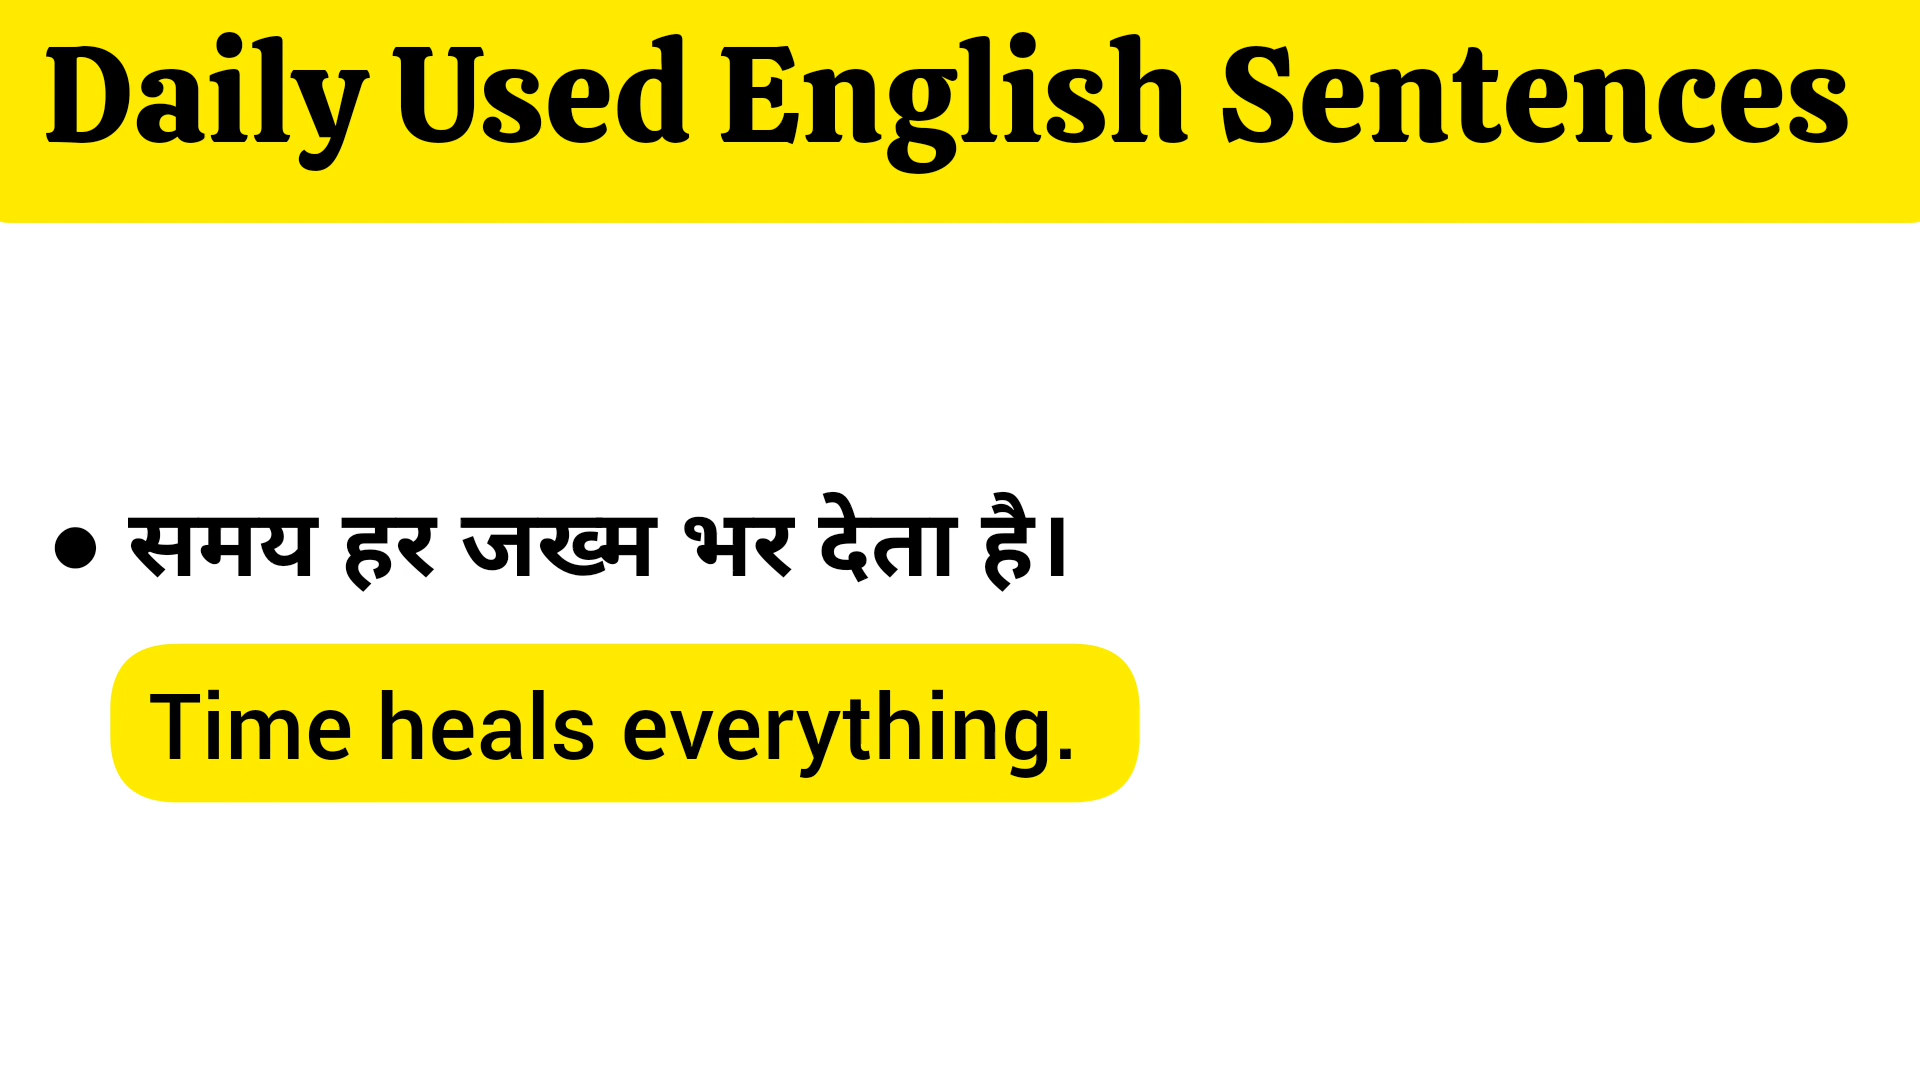 Daily Used English Sentences
• समय हर जख्म भर देता है।
Time heals everything.